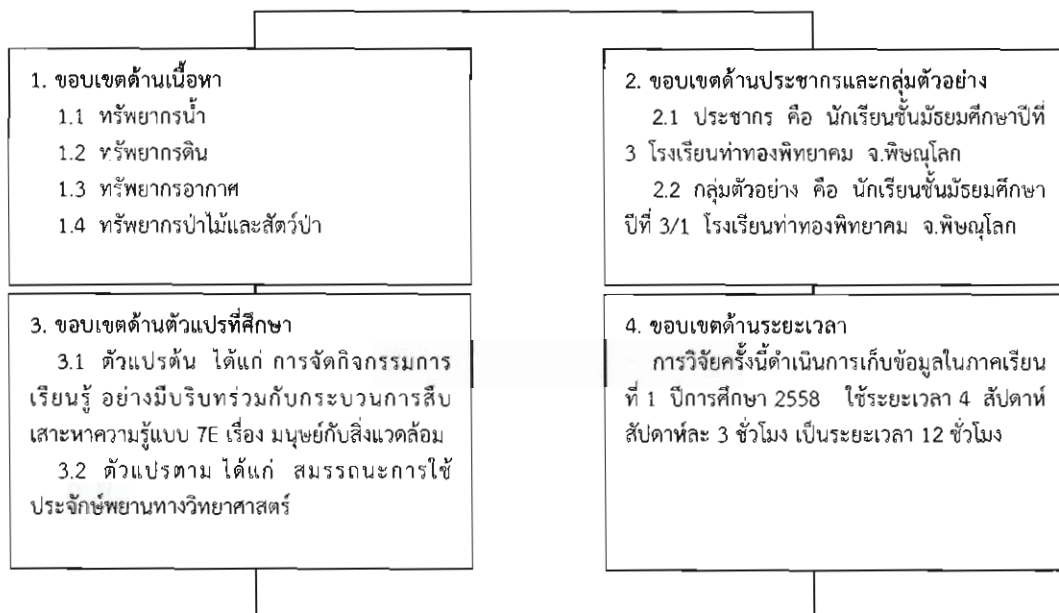 1. ขอบเขตด้านเนื้อหา
1.1 ทรัพยากรน้ำ
1.2 ทรัพยากรดิน
1.3 ทรัพยากรอากาศ
1.4 ทรัพยากรป่าไม้และสัตว์ป่า
2. ขอบเขตด้านประชากรและกลุ่มตัวอย่าง
2.1 ประชากร คือ นักเรียนชั้นมัธยมศึกษาปีที่
3 โรงเรียนท่าทองพิทยาคม จ.พิษณุโลก
2.2 กลุ่มตัวอย่าง คือ นักเรียนชั้นมัธยมศึกษา
ปีที่ 3/1 โรงเรียนท่าทองพิทยาคม จ.พิษณุโลก
3. ขอบเขตด้านตัวแปรที่ศึกษา
3.1 ตัวแปรต้น ได้แก่ การจัดกิจกรรมการ
เรียนรู้ อย่างมีบริบทร่วมกับกระบวนการสืบ
เสาะหาความรู้แบบ 7E เรื่อง มนุษย์กับสิ่งแวดล้อม
3.2 ตัวแปรตาม ได้แก่ สมรรถนะการใช้
ประจักษ์พยานทางวิทยาศาสตร์
4. ขอบเขตด้านระยะเวลา
การวิจัยครั้งนี้ดำเนินการเก็บข้อมูลในภาคเรียน
ที่ 1 ปีการศึกษา 2558 ใช้ระยะเวลา 4 สัปดาห์
สัปดาห์ละ 3 ชั่วโมง เป็นระยะเวลา 12 ชั่วโมง